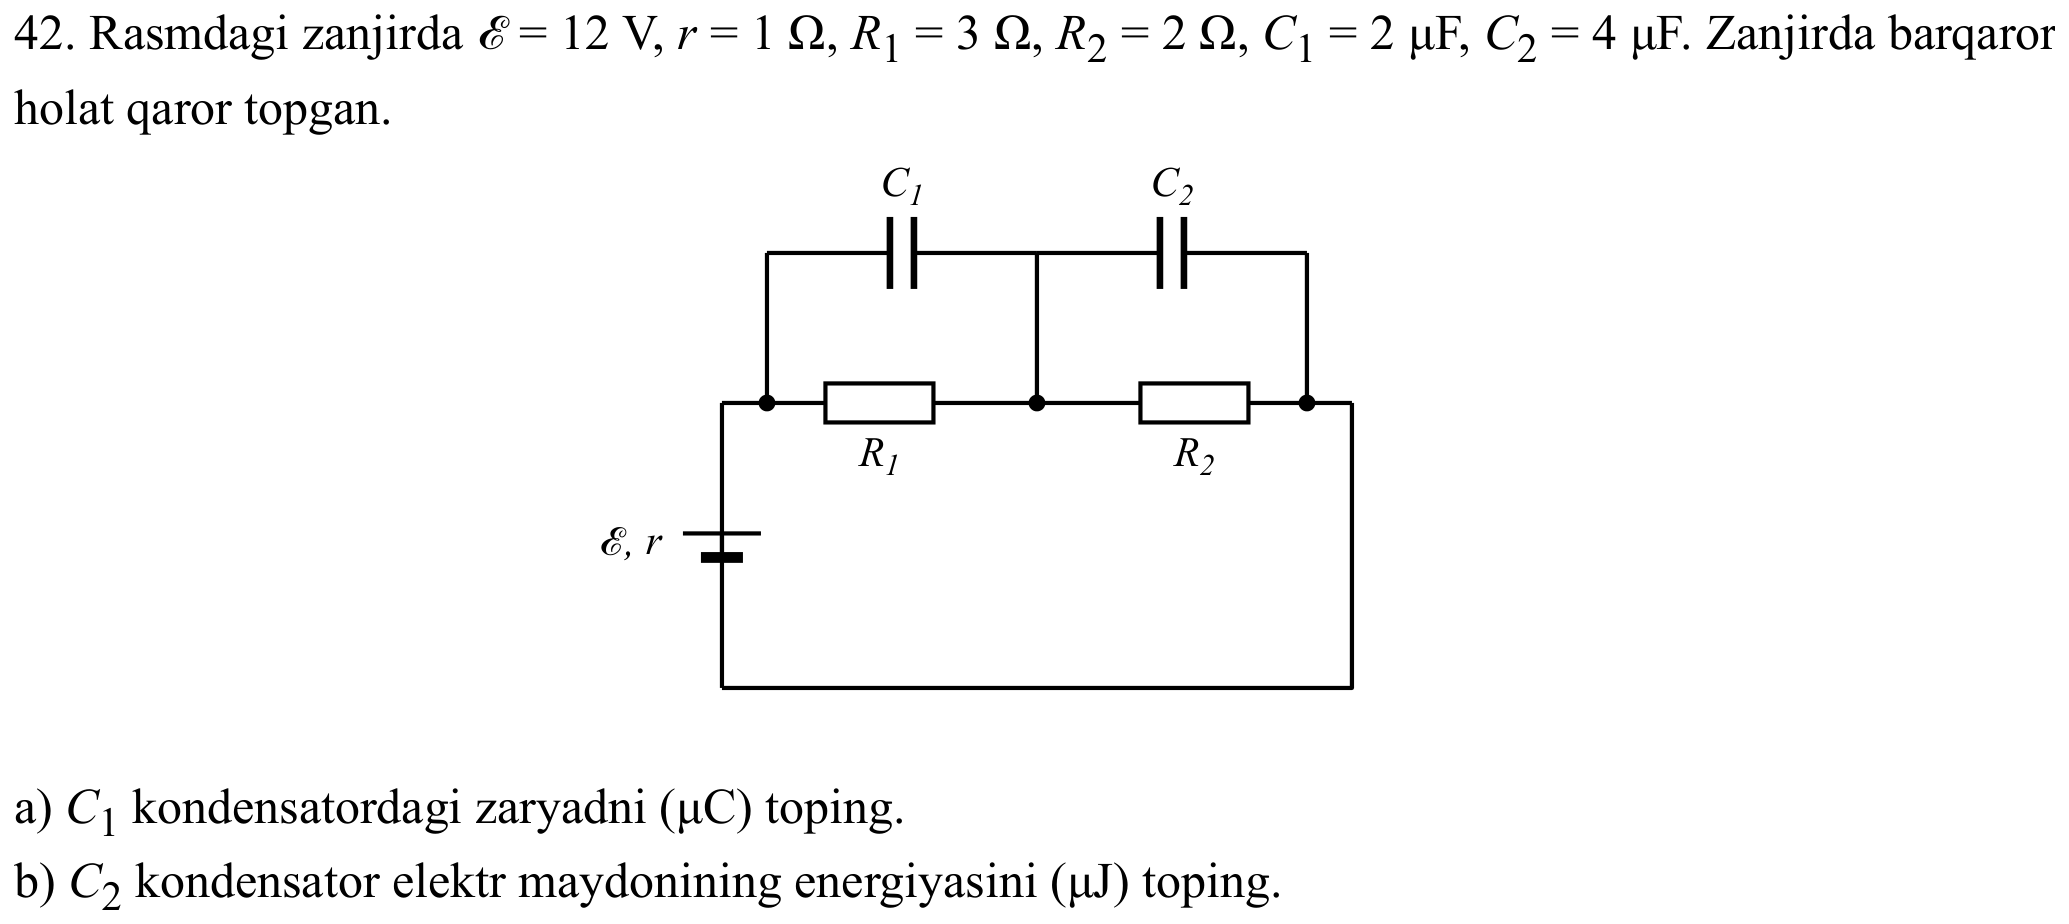 42. Rasmdagi zanjirda ℰ = 12 V, r = 1 Ω, R₁ = 3 Ω, R₂ = 2 Ω, C₁ = 2 μF, C₂ = 4 μF. Zanjirda barqaror
holat qaror topgan.
C₁ C₂
R₁ R₂
ℰ, r
a) C₁ kondensatordagi zaryadni (μC) toping.
b) C₂ kondensator elektr maydonining energiyasini (μJ) toping.